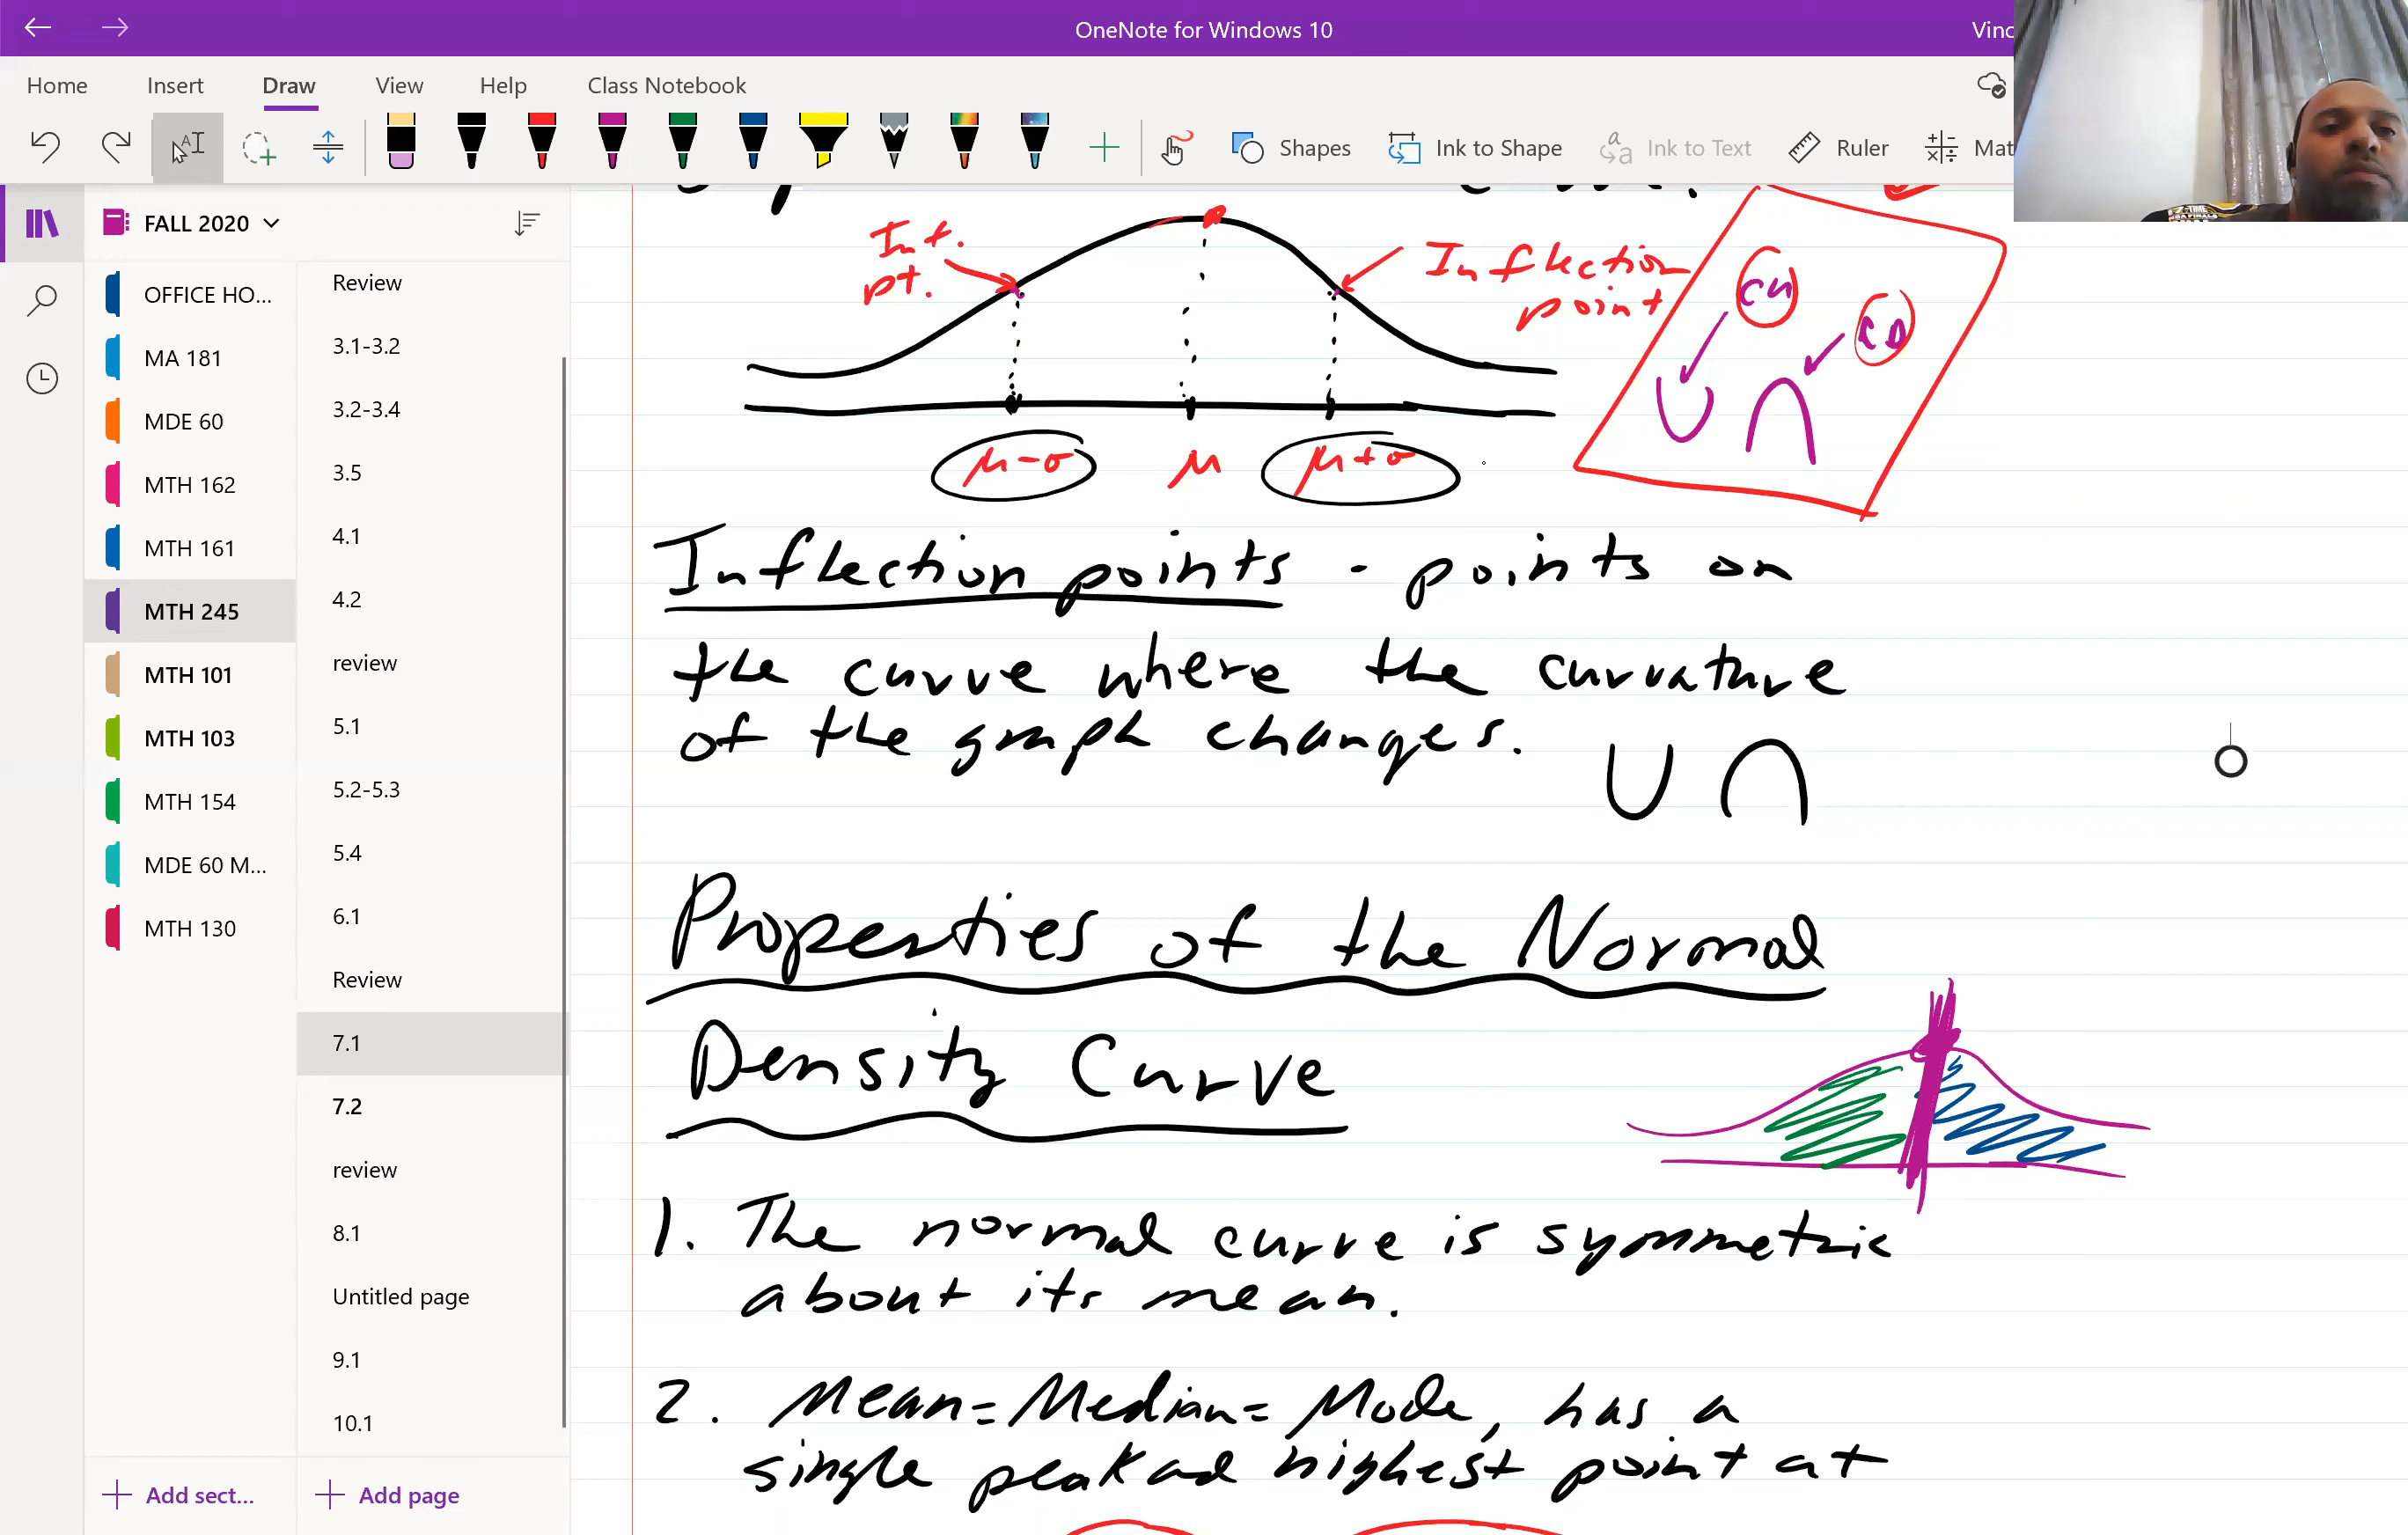 OneNote for Windows 10
Vinc
Home Insert Draw View Help Class Notebook
Shapes Ink to Shape Ink to Text Ruler Mat
FALL 2020
OFFICE HO...
MA 181
MDE 60
MTH 162
MTH 161
MTH 245
MTH 101
MTH 103
MTH 154
MDE 60 M...
MTH 130
Add sect...
Review
3.1-3.2
3.2-3.4
3.5
4.1
4.2
review
5.1
5.2-5.3
5.4
6.1
Review
7.1
7.2
review
8.1
Untitled page
9.1
10.1
Add page
Inf.
pt.
Inflection
point
CU
CD
μ-σ μ μ+σ
Inflection points - points on
the curve where the curvature
of the graph changes.
Properties of the Normal
Density Curve
1. The normal curve is symmetric
about its mean.
2. Mean=Median=Mode, has a
single peak ad highest point at